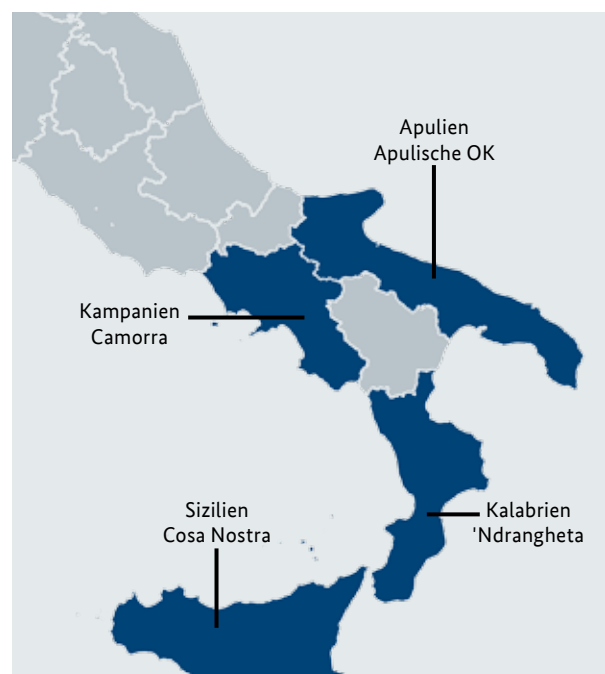 Apulien
Apulische OK
Kampanien
Camorra
Sizilien
Cosa Nostra
Kalabrien
'Ndrangheta